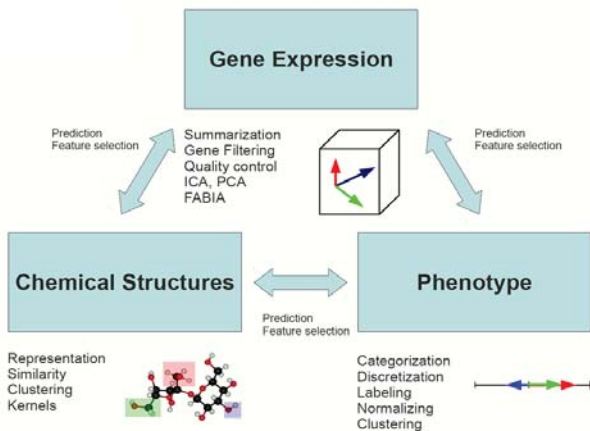 Gene Expression
Prediction
Feature selection
Summarization
Gene Filtering
Quality control
ICA, PCA
FABIA
Prediction
Feature selection
Chemical Structures
Phenotype
Prediction
Feature selection
Representation
Similarity
Clustering
Kernels
Categorization
Discretization
Labeling
Normalizing
Clustering